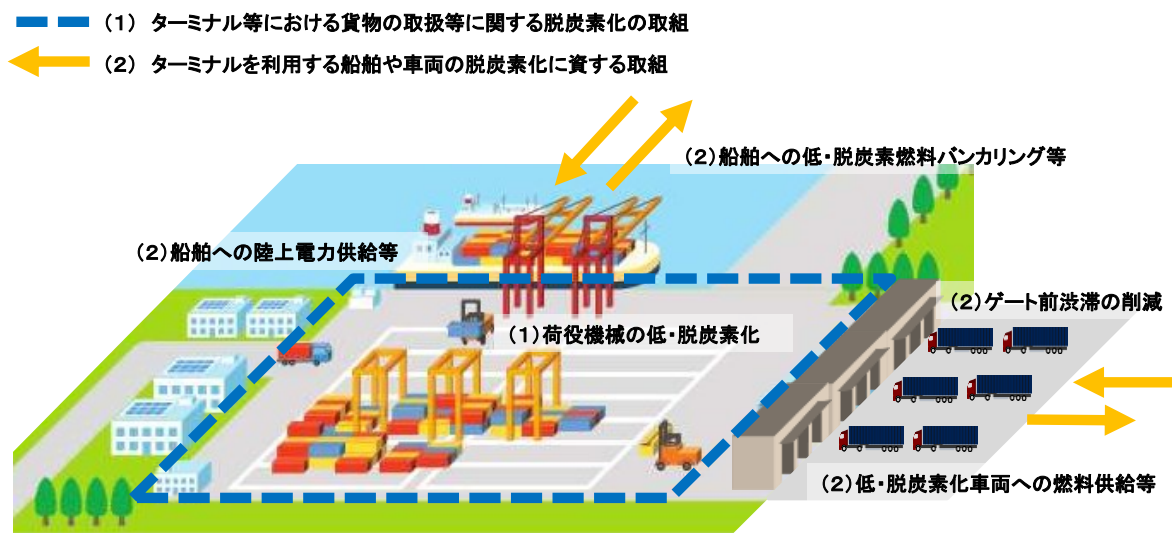 (1) ターミナル等における貨物の取扱等に関する脱炭素化の取組
(2) ターミナルを利用する船舶や車両の脱炭素化に資する取組
(2)船舶への低・脱炭素燃料バンカリング等
(2)船舶への陸上電力供給等
(2)ゲート前渋滞の削減
(1)荷役機械の低・脱炭素化
(2)低・脱炭素化車両への燃料供給等